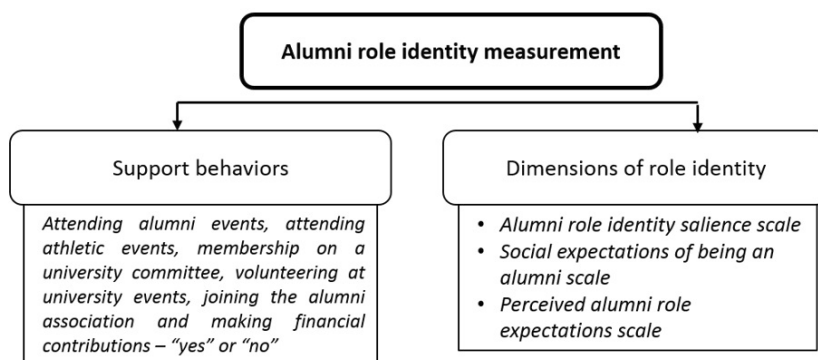 Alumni role identity measurement
Support behaviors
Attending alumni events, attending
athletic events, membership on a
university committee, volunteering at
university events, joining the alumni
association and making financial
contributions – “yes” or “no”
Dimensions of role identity
• Alumni role identity salience scale
• Social expectations of being an
alumni scale
• Perceived alumni role
expectations scale